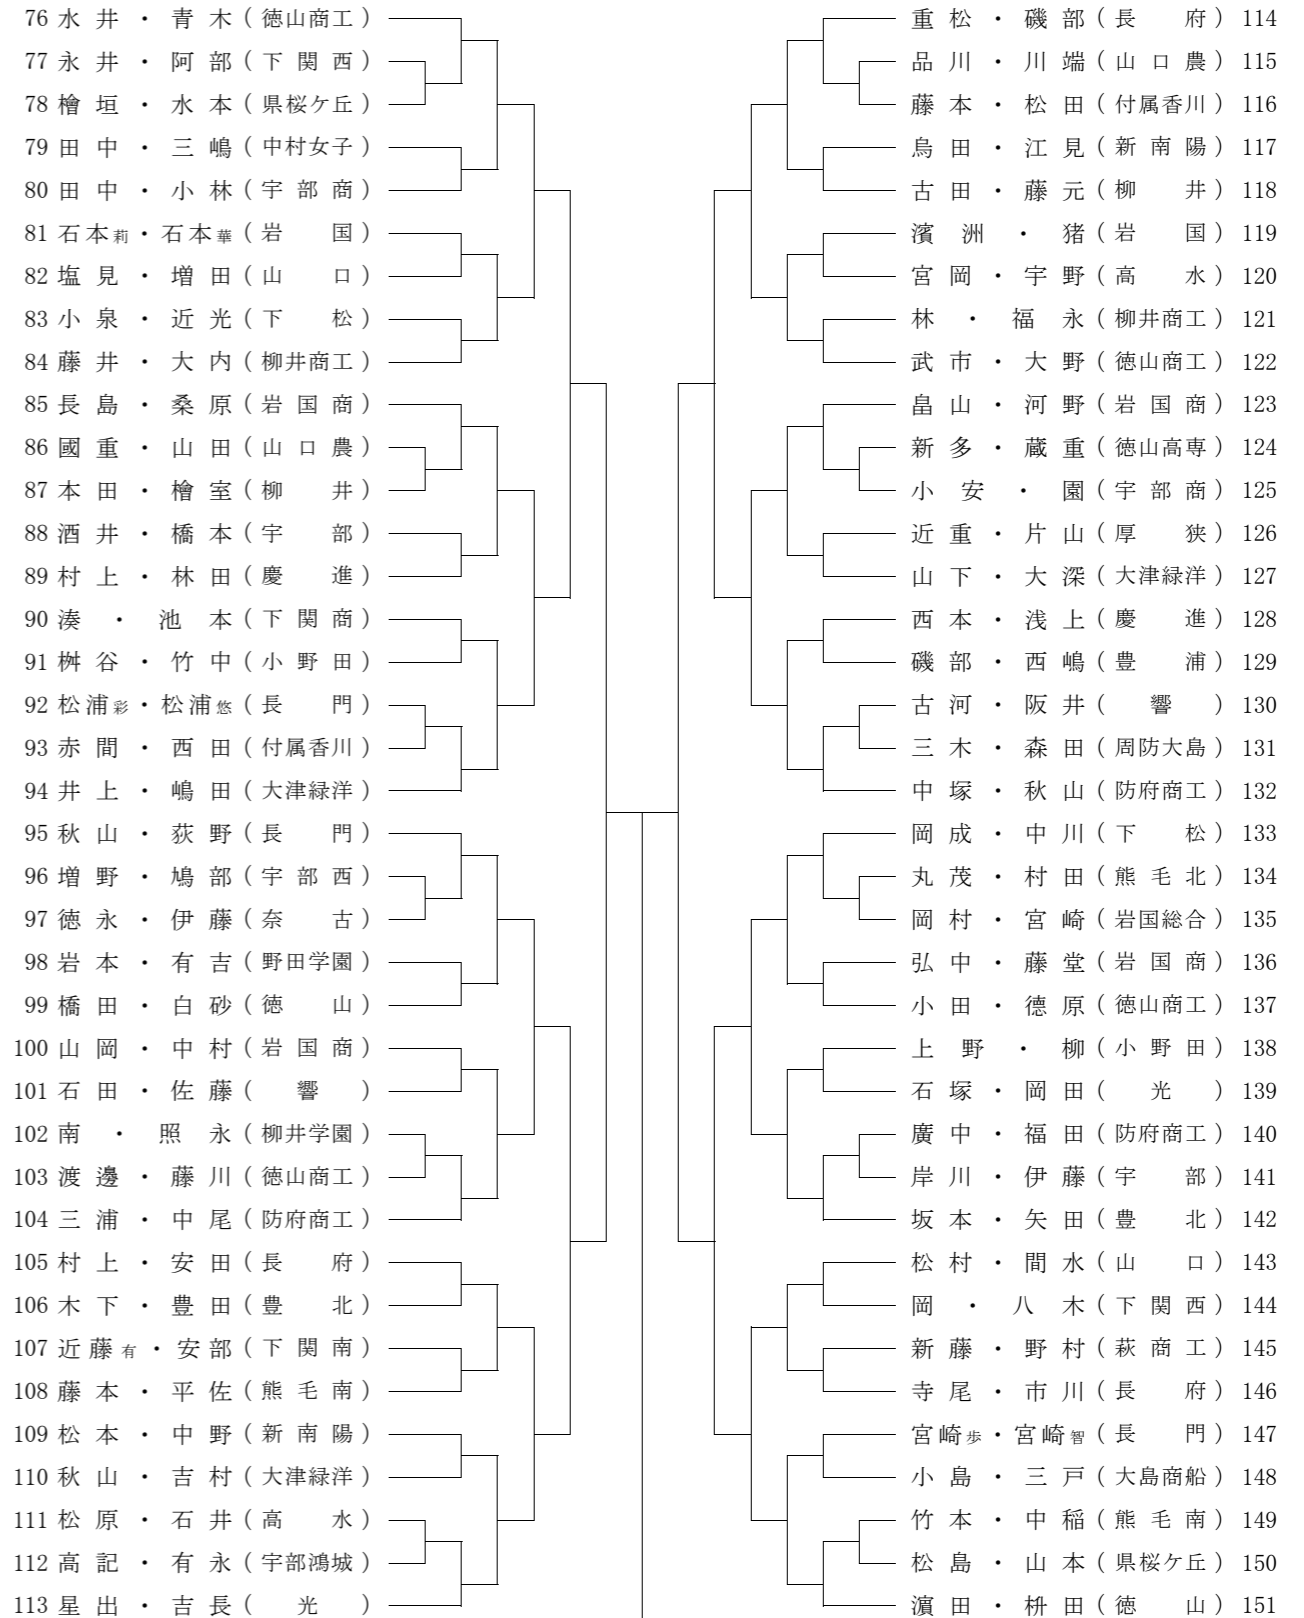 76 水井・青木(徳山商工)
77 永井・阿部(下関西)
78 檜垣・水本(県桜ケ丘)
79 田中・三嶋(中村女子)
80 田中・小林(宇部商)
81 石本莉・石本華(岩国)
82 塩見・増田(山口)
83 小泉・近光(下松)
84 藤井・大内(柳井商工)
85 長島・桑原(岩国商)
86 國重・山田(山口農)
87 本田・檜室(柳井)
88 酒井・橋本(宇部)
89 村上・林田(慶進)
90 湊・池本(下関商)
91 桝谷・竹中(小野田)
92 松浦彩・松浦悠(長門)
93 赤間・西田(付属香川)
94 井上・嶋田(大津緑洋)
95 秋山・荻野(長門)
96 増野・鳩部(宇部西)
97 徳永・伊藤(奈古)
98 岩本・有吉(野田学園)
99 橋田・白砂(徳山)
100 山岡・中村(岩国商)
101 石田・佐藤(響)
102 南・照永(柳井学園)
103 渡邊・藤川(徳山商工)
104 三浦・中尾(防府商工)
105 村上・安田(長府)
106 木下・豊田(豊北)
107 近藤有・安部(下関南)
108 藤本・平佐(熊毛南)
109 松本・中野(新南陽)
110 秋山・吉村(大津緑洋)
111 松原・石井(高水)
112 高記・有永(宇部鴻城)
113 星出・吉長(光)
重松・磯部(長府) 114
品川・川端(山口農) 115
藤本・松田(付属香川) 116
烏田・江見(新南陽) 117
古田・藤元(柳井) 118
濱洲・猪(岩国) 119
宮岡・宇野(高水) 120
林・福永(柳井商工) 121
武市・大野(徳山商工) 122
畠山・河野(岩国商) 123
新多・蔵重(徳山高専) 124
小安・園(宇部商) 125
近重・片山(厚狭) 126
山下・大深(大津緑洋) 127
西本・浅上(慶進) 128
磯部・西嶋(豊浦) 129
古河・阪井(響) 130
三木・森田(周防大島) 131
中塚・秋山(防府商工) 132
岡成・中川(下松) 133
丸茂・村田(熊毛北) 134
岡村・宮崎(岩国総合) 135
弘中・藤堂(岩国商) 136
小田・德原(徳山商工) 137
上野・柳(小野田) 138
石塚・岡田(光) 139
廣中・福田(防府商工) 140
岸川・伊藤(宇部) 141
坂本・矢田(豊北) 142
松村・間水(山口) 143
岡・八木(下関西) 144
新藤・野村(萩商工) 145
寺尾・市川(長府) 146
宮崎歩・宮崎智(長門) 147
小島・三戸(大島商船) 148
竹本・中稲(熊毛南) 149
松島・山本(県桜ケ丘) 150
濵田・枡田(徳山) 151